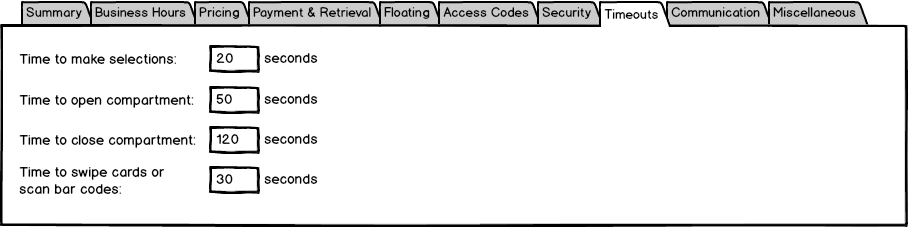 Summary Business Hours Pricing Payment & Retrieval Floating Access Codes Security Timeouts Communication Miscellaneous
Time to make selections: 20 seconds
Time to open compartment: 50 seconds
Time to close compartment: 120 seconds
Time to swipe cards or
scan bar codes: 30 seconds